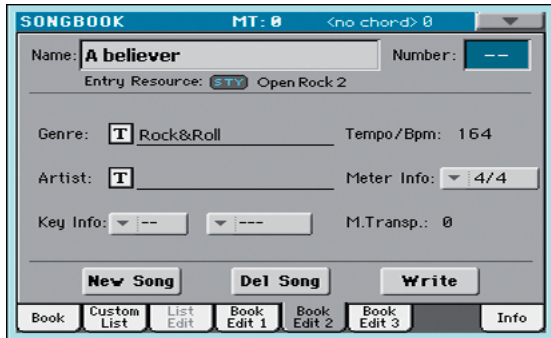 SONGBOOK MT: 0 <no chord> 0
Name: A believer Number: --
Entry Resource: STY Open Rock 2
Genre: T Rock&Roll Tempo/Bpm: 164
Artist: T Meter Info: 4/4
Key Info: -- --- M.Transp.: 0
New Song Del Song Write
Book Custom List List Edit Book Edit 1 Book Edit 2 Book Edit 3 Info